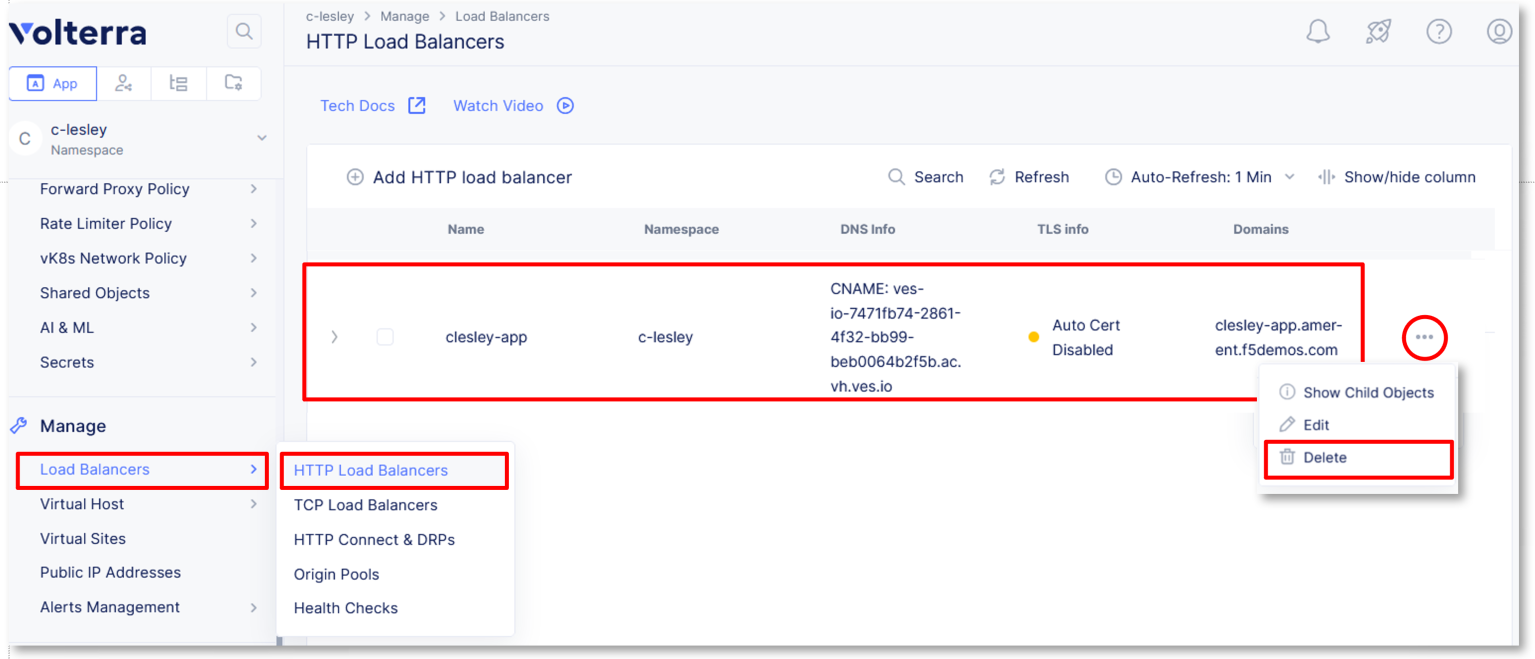 Volterra
App
C
c-lesley
Namespace
Forward Proxy Policy
Rate Limiter Policy
vK8s Network Policy
Shared Objects
AI & ML
Secrets
Manage
Load Balancers
Virtual Host
Virtual Sites
Public IP Addresses
Alerts Management
HTTP Load Balancers
TCP Load Balancers
HTTP Connect & DRPs
Origin Pools
Health Checks
c-lesley > Manage > Load Balancers
HTTP Load Balancers
Tech Docs Watch Video
Add HTTP load balancer Search Refresh Auto-Refresh: 1 Min Show/hide column
Name Namespace DNS Info TLS info Domains
clesley-app
c-lesley
CNAME: ves-
io-7471fb74-2861-
4f32-bb99-
beb0064b2f5b.ac.
vh.ves.io
Auto Cert
Disabled
clesley-app.amer-
ent.f5demos.com
Show Child Objects
Edit
Delete